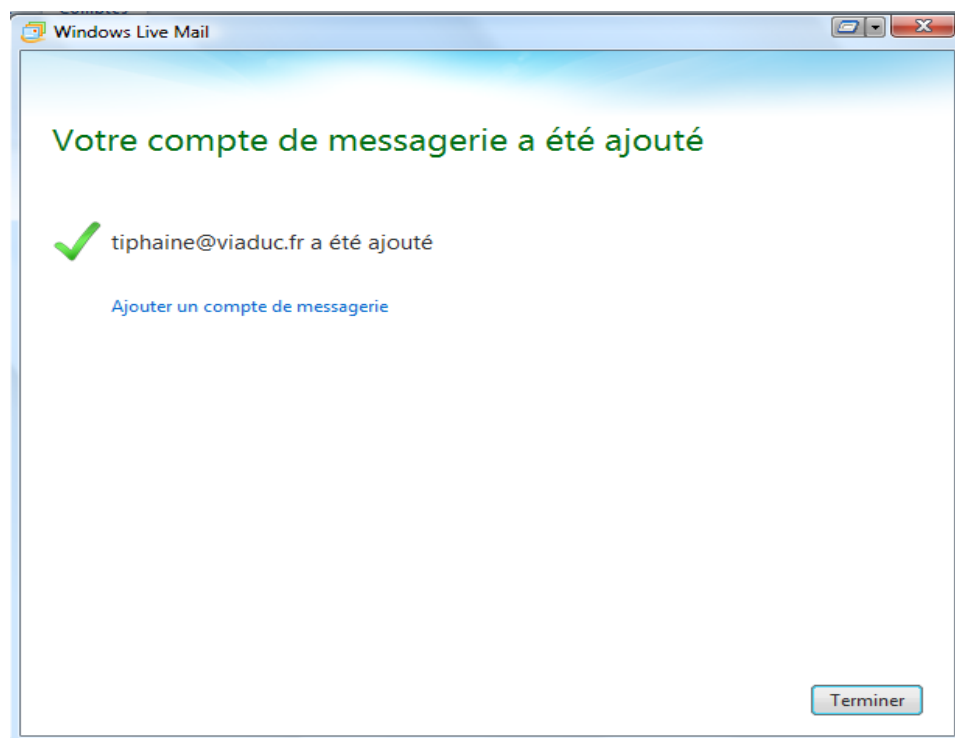 Comptes
Windows Live Mail
Votre compte de messagerie a été ajouté
tiphaine@viaduc.fr a été ajouté
Ajouter un compte de messagerie
Terminer